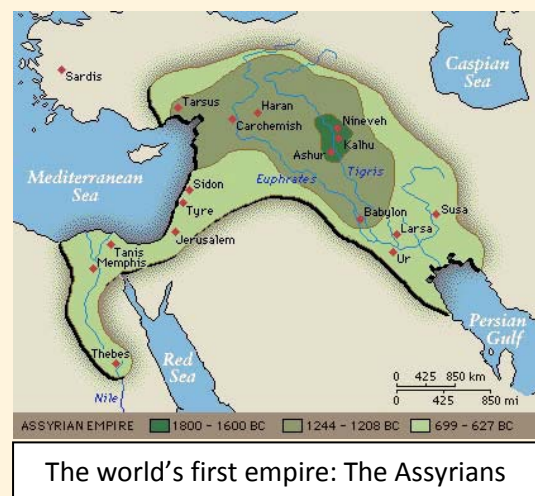 Caspian
Sea
Sardis
Tarsus
Haran
Carchemish
Nineveh
Kalhu
Ashur
Mediterranean
Sea
Sidon
Euphrates
Tigris
Tyre
Babylon
Susa
Larsa
Jerusalem
Ur
Tanis
Memphis
Persian
Gulf
Red
Sea
Thebes
Nile
0 425 850 km
0 425 850 mi
ASSYRIAN EMPIRE 1800 - 1600 BC 1244 - 1208 BC 699 - 627 BC
The world’s first empire: The Assyrians